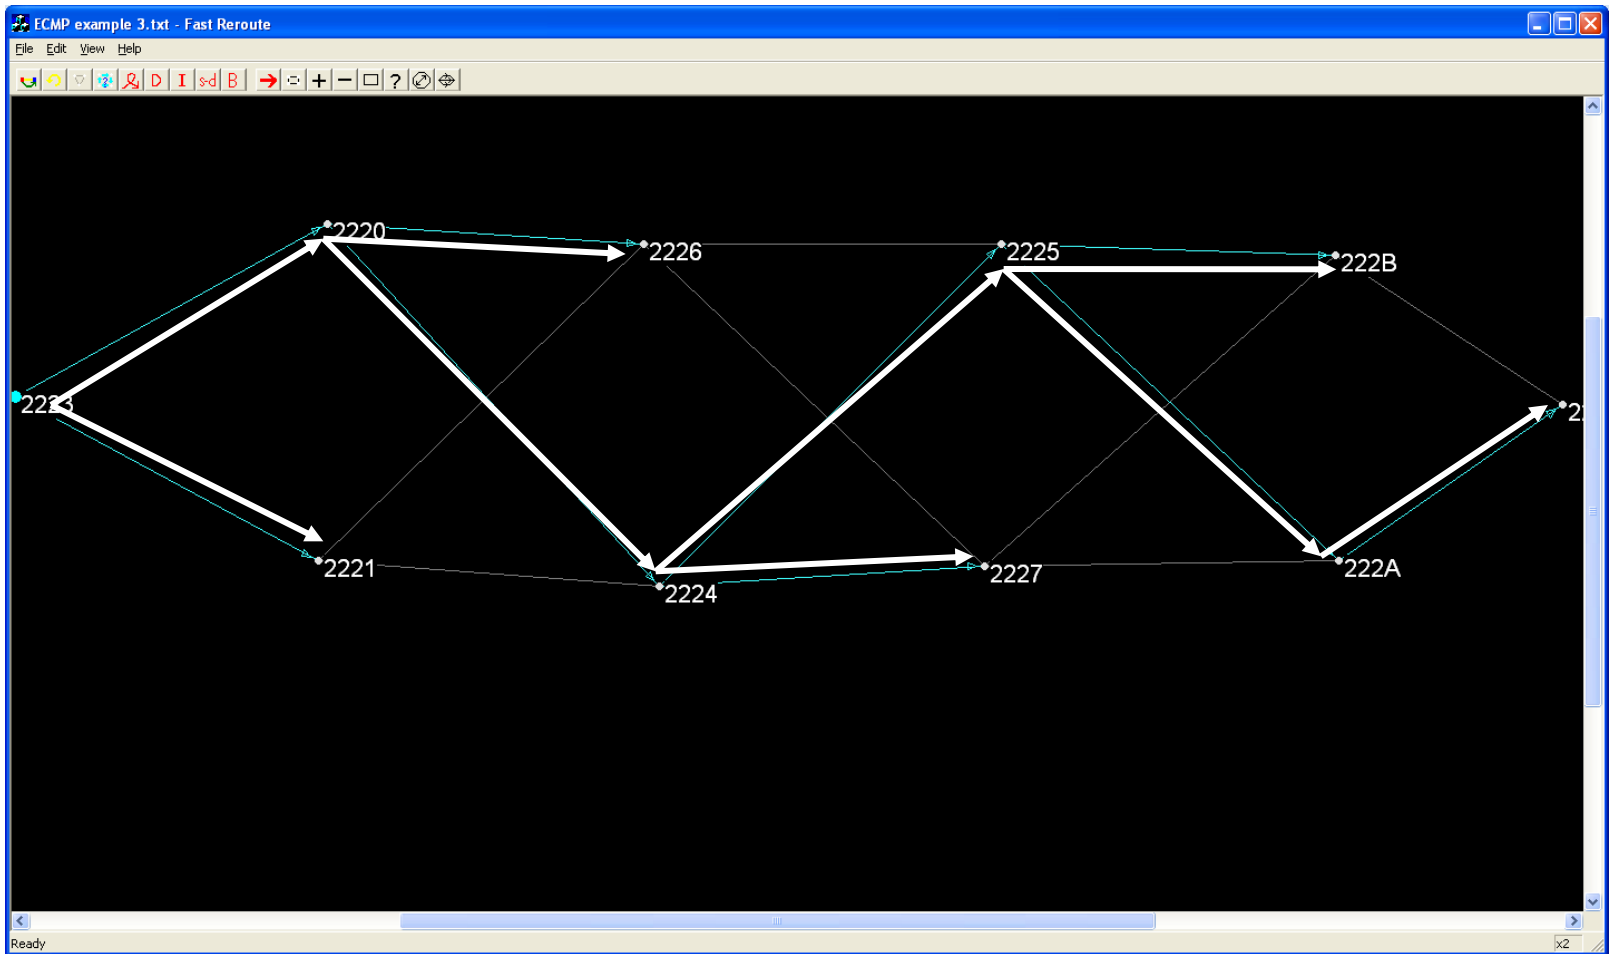 ECMP example 3.txt - Fast Reroute
File Edit View Help
D I s-d B + − ?
2220
2226
2225
222B
2223
2221
2224
2227
222A
Ready
x2